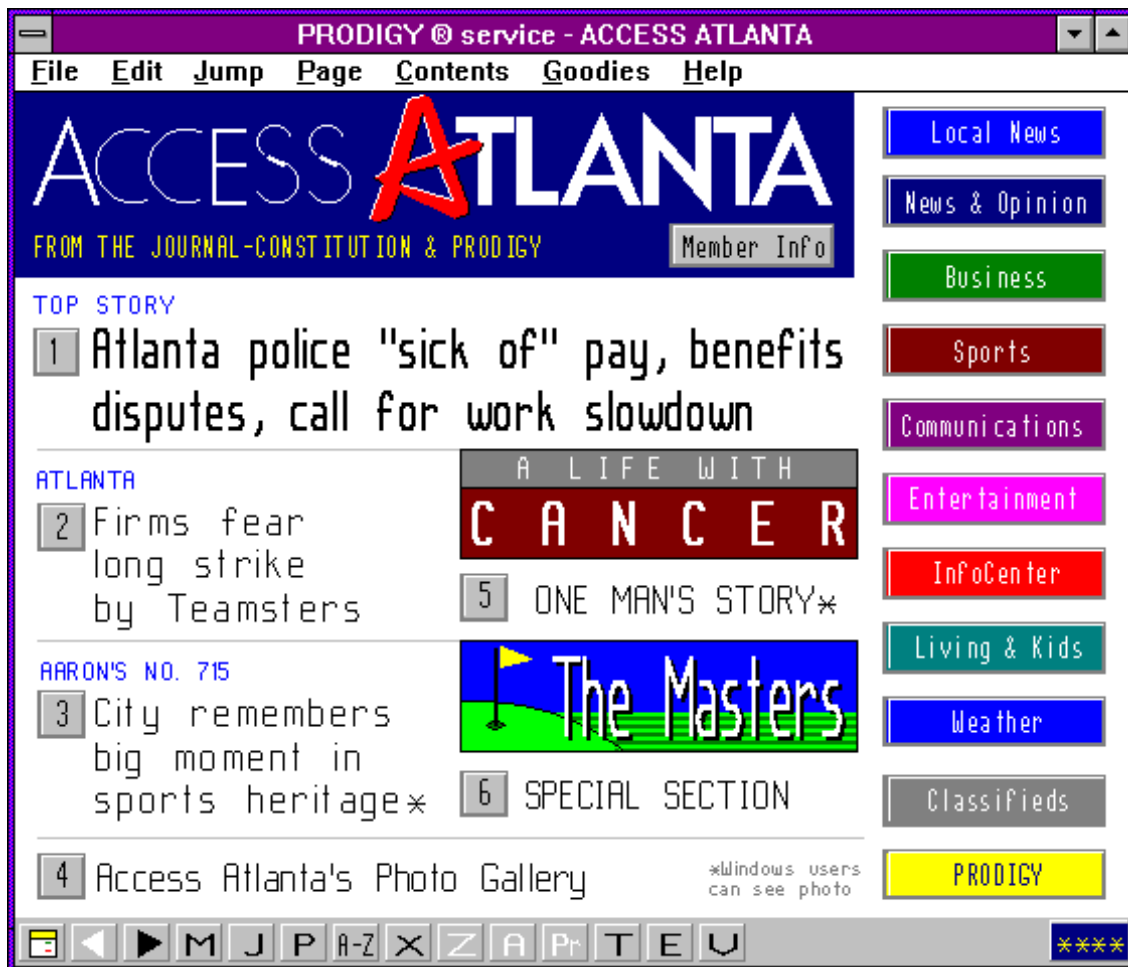 PRODIGY ® service - ACCESS ATLANTA
File Edit Jump Page Contents Goodies Help
ACCESS ATLANTA
FROM THE JOURNAL-CONSTITUTION & PRODIGY
Member Info
TOP STORY
1 Atlanta police "sick of" pay, benefits
disputes, call for work slowdown
ATLANTA
2 Firms fear
long strike
by Teamsters
AARON'S NO. 715
3 City remembers
big moment in
sports heritage*
4 Access Atlanta's Photo Gallery
A LIFE WITH
CANCER
5 ONE MAN'S STORY*
The Masters
6 SPECIAL SECTION
*Windows users
can see photo
Local News
News & Opinion
Business
Sports
Communications
Entertainment
InfoCenter
Living & Kids
Weather
Classifieds
PRODIGY
M J P A-Z X Z A Pr T E V
****